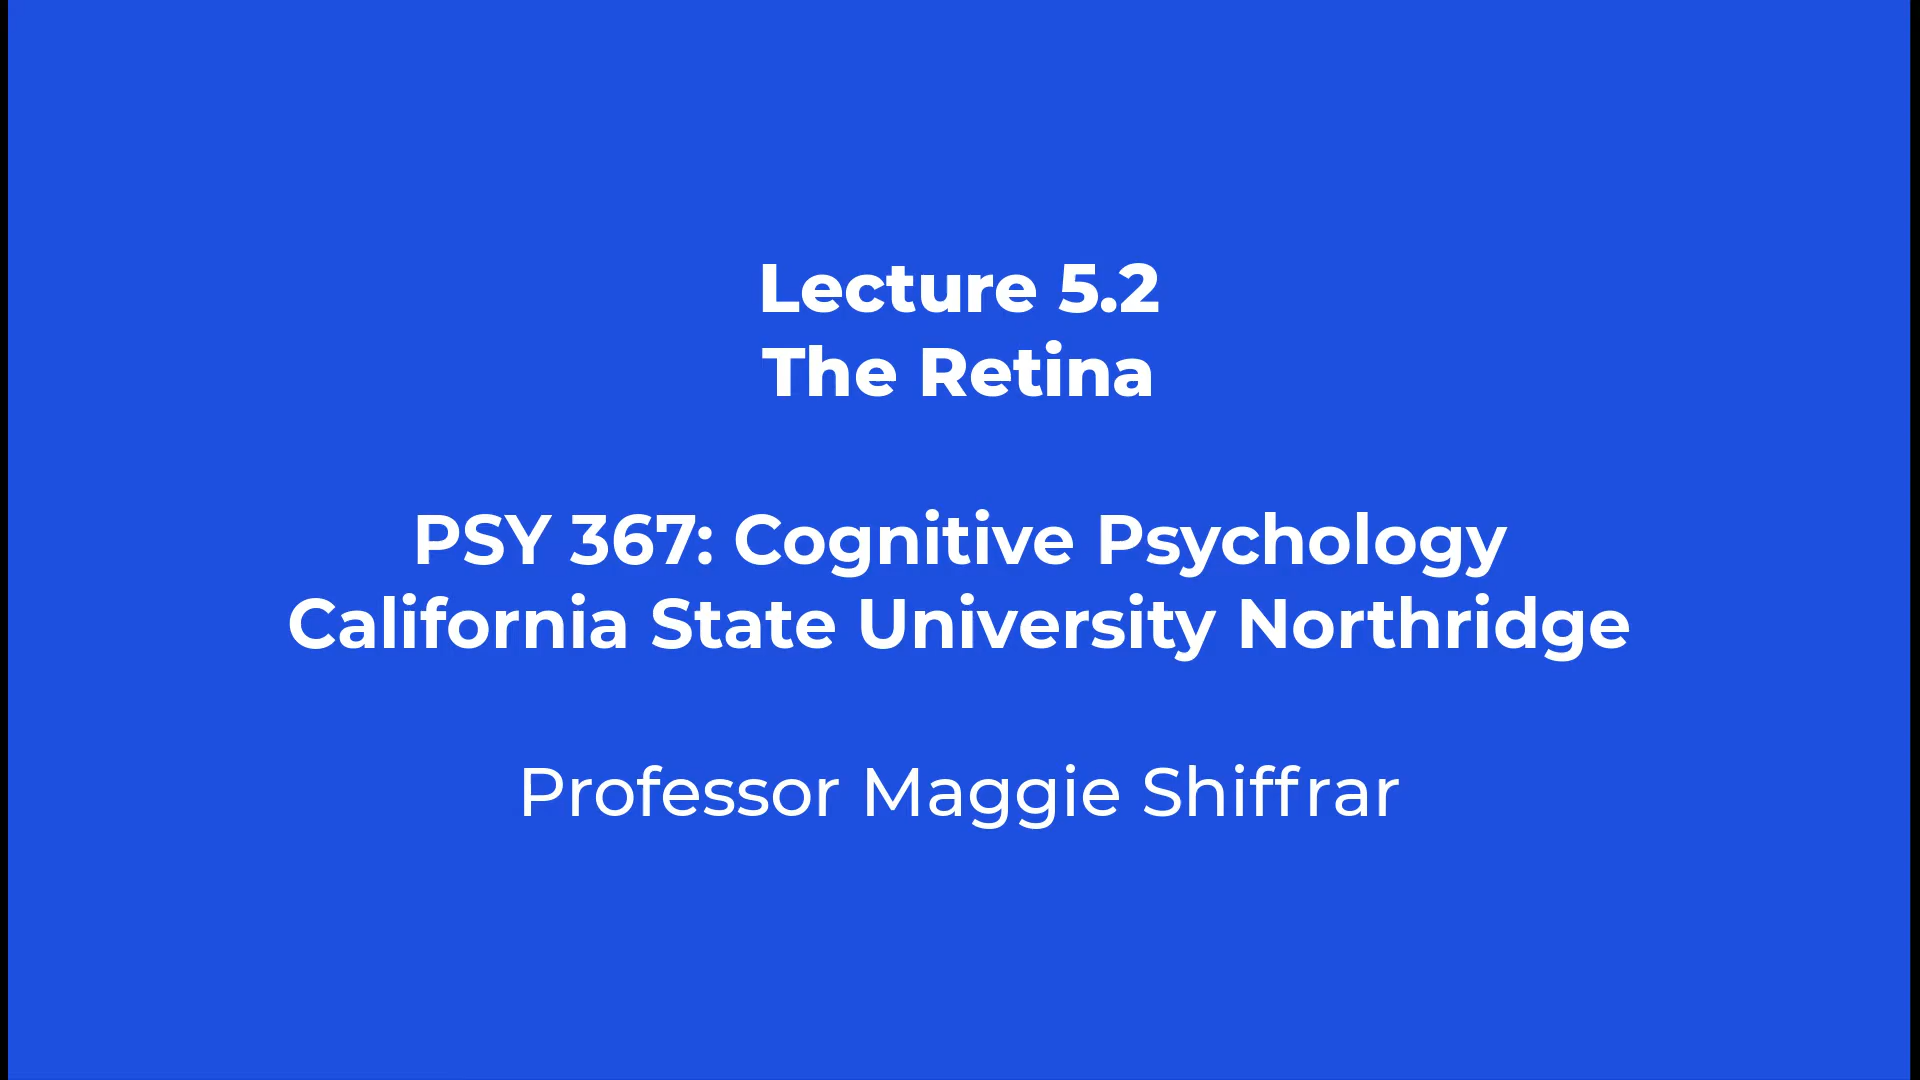 Lecture 5.2
The Retina
PSY 367: Cognitive Psychology
California State University Northridge
Professor Maggie Shiffrar